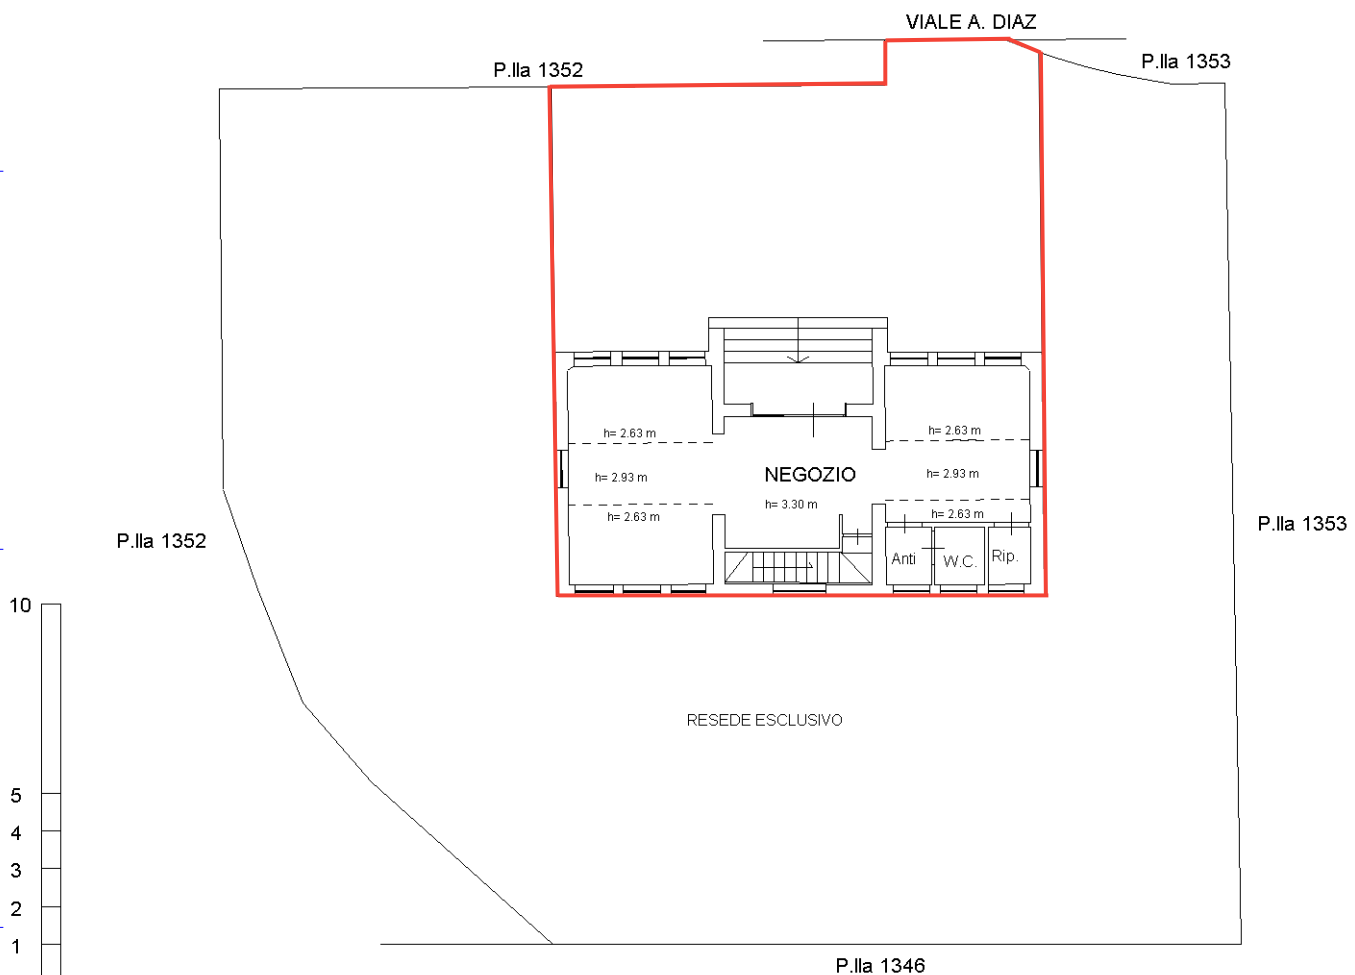 VIALE A. DIAZ
P.lla 1352
P.lla 1353
h= 2.63 m
h= 2.63 m
h= 2.93 m
NEGOZIO
h= 2.93 m
h= 3.30 m
h= 2.63 m
h= 2.63 m
P.lla 1352
P.lla 1353
Anti
W.C.
Rip.
RESEDE ESCLUSIVO
10
5
4
3
2
1
P.lla 1346